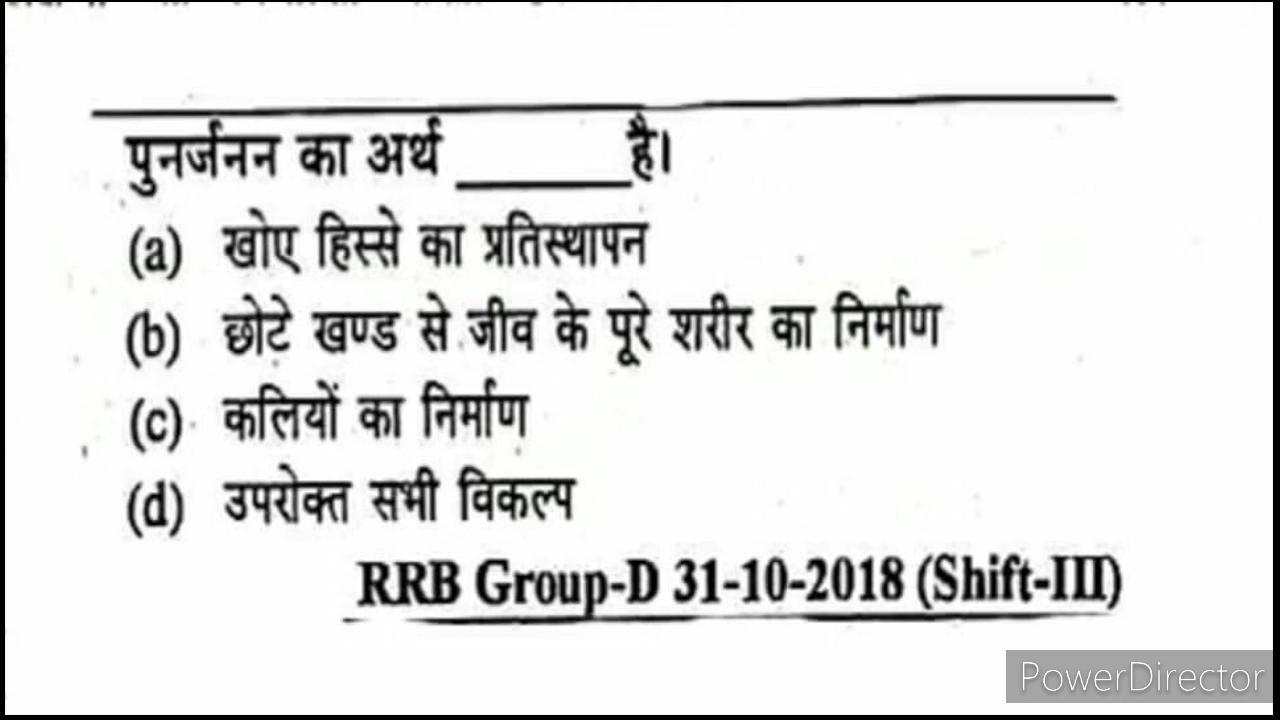 पुनर्जनन का अर्थ ______ है।
(a) खोए हिस्से का प्रतिस्थापन
(b) छोटे खण्ड से जीव के पूरे शरीर का निर्माण
(c) कलियों का निर्माण
(d) उपरोक्त सभी विकल्प
RRB Group-D 31-10-2018 (Shift-III)
PowerDirector